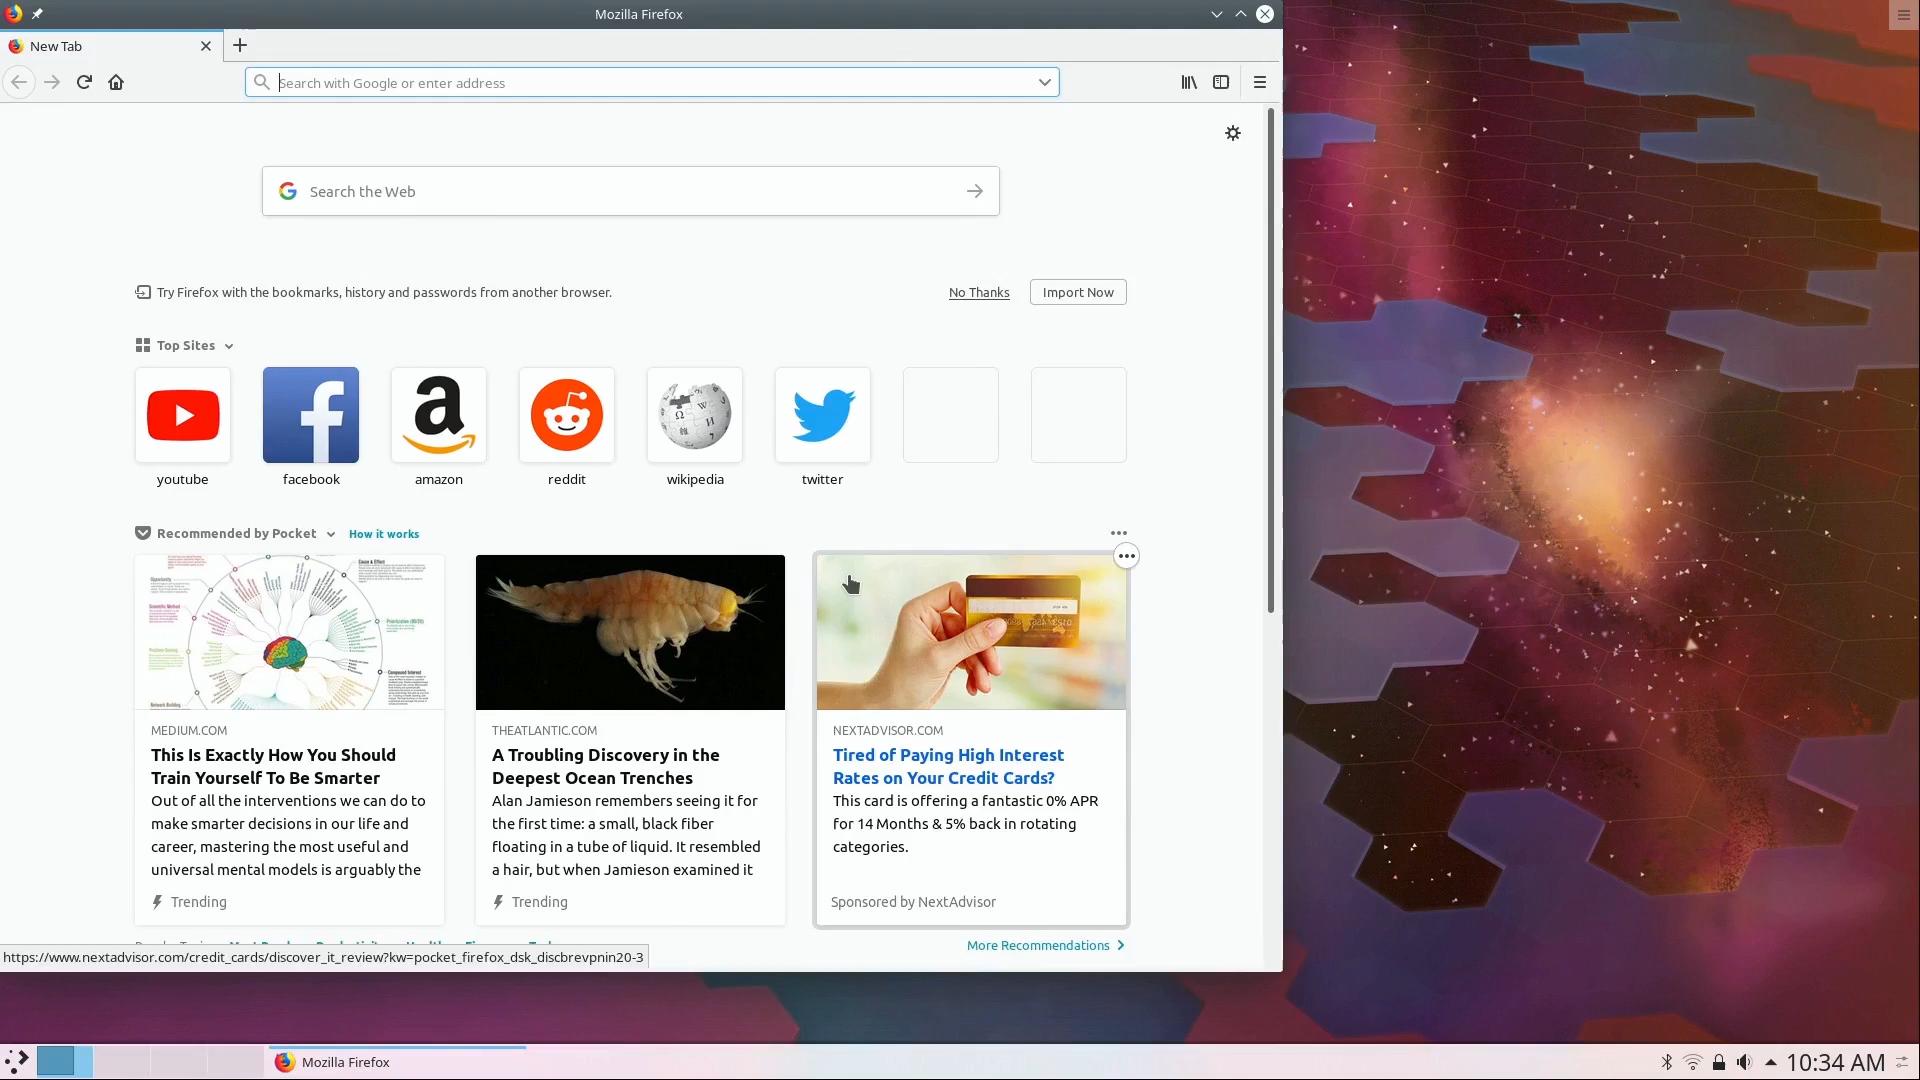 Mozilla Firefox
New Tab
Search with Google or enter address
Search the Web
Try Firefox with the bookmarks, history and passwords from another browser.
No Thanks
Import Now
Top Sites
youtube
facebook
amazon
reddit
wikipedia
twitter
Recommended by Pocket
How it works
MEDIUM.COM
This Is Exactly How You Should
Train Yourself To Be Smarter
Out of all the interventions we can do to
make smarter decisions in our life and
career, mastering the most useful and
universal mental models is arguably the
Trending
THEATLANTIC.COM
A Troubling Discovery in the
Deepest Ocean Trenches
Alan Jamieson remembers seeing it for
the first time: a small, black fiber
floating in a tube of liquid. It resembled
a hair, but when Jamieson examined it
Trending
NEXTADVISOR.COM
Tired of Paying High Interest
Rates on Your Credit Cards?
This card is offering a fantastic 0% APR
for 14 Months & 5% back in rotating
categories.
Sponsored by NextAdvisor
More Recommendations
https://www.nextadvisor.com/credit_cards/discover_it_review?kw=pocket_firefox_dsk_discbrevpnin20-3
Mozilla Firefox
10:34 AM